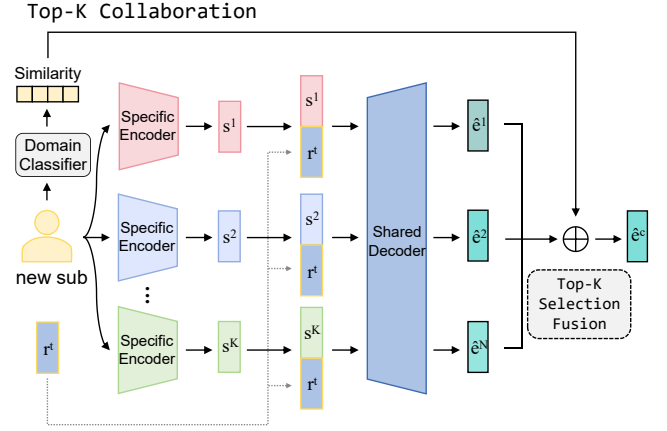 Top-K Collaboration
Similarity
Domain
Classifier
new sub
rᵗ
Specific
Encoder
s¹
s¹
rᵗ
ê¹
Specific
Encoder
s²
s²
rᵗ
Shared
Decoder
ê²
êᶜ
...
Specific
Encoder
sᴷ
sᴷ
rᵗ
êᴺ
Top-K
Selection
Fusion